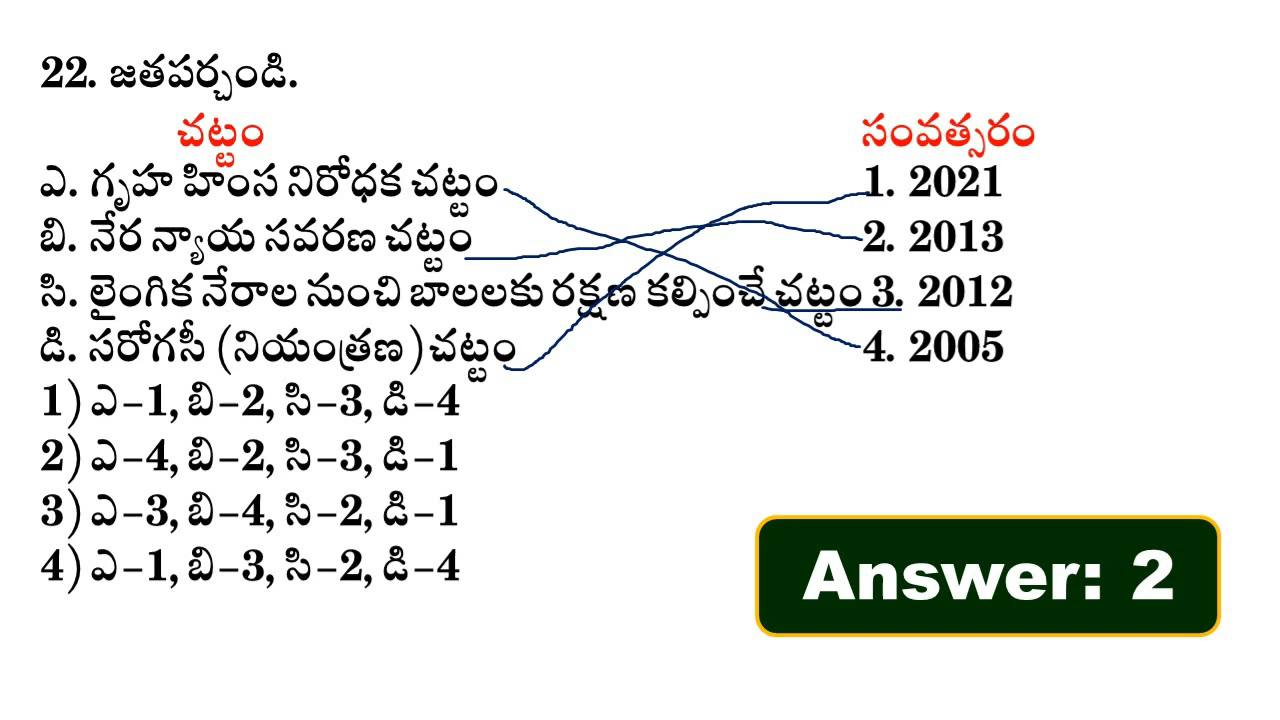 22. జతపర్చండి.
చట్టం సంవత్సరం
ఎ. గృహ హింస నిరోధక చట్టం 1. 2021
బి. నేర న్యాయ సవరణ చట్టం 2. 2013
సి. లైంగిక నేరాల నుంచి బాలలకు రక్షణ కల్పించే చట్టం 3. 2012
డి. సరోగసీ (నియంత్రణ) చట్టం 4. 2005
1) ఎ-1, బి-2, సి-3, డి-4
2) ఎ-4, బి-2, సి-3, డి-1
3) ఎ-3, బి-4, సి-2, డి-1
4) ఎ-1, బి-3, సి-2, డి-4
Answer: 2